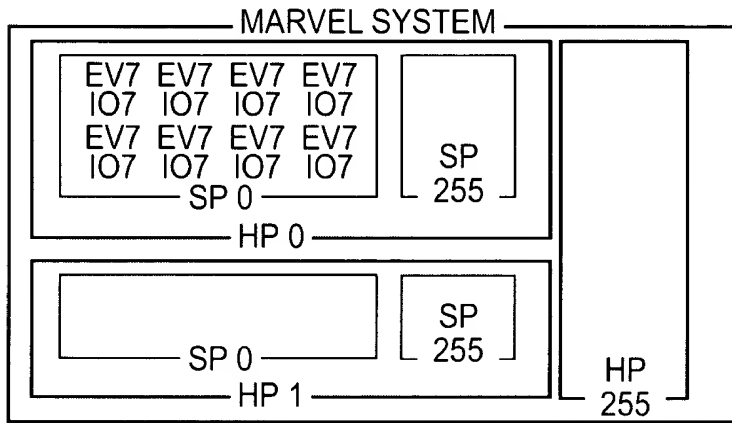 MARVEL SYSTEM
EV7 EV7 EV7 EV7
IO7 IO7 IO7 IO7
EV7 EV7 EV7 EV7
IO7 IO7 IO7 IO7
SP 0
SP
255
HP 0
SP 0
SP
255
HP 1
HP
255